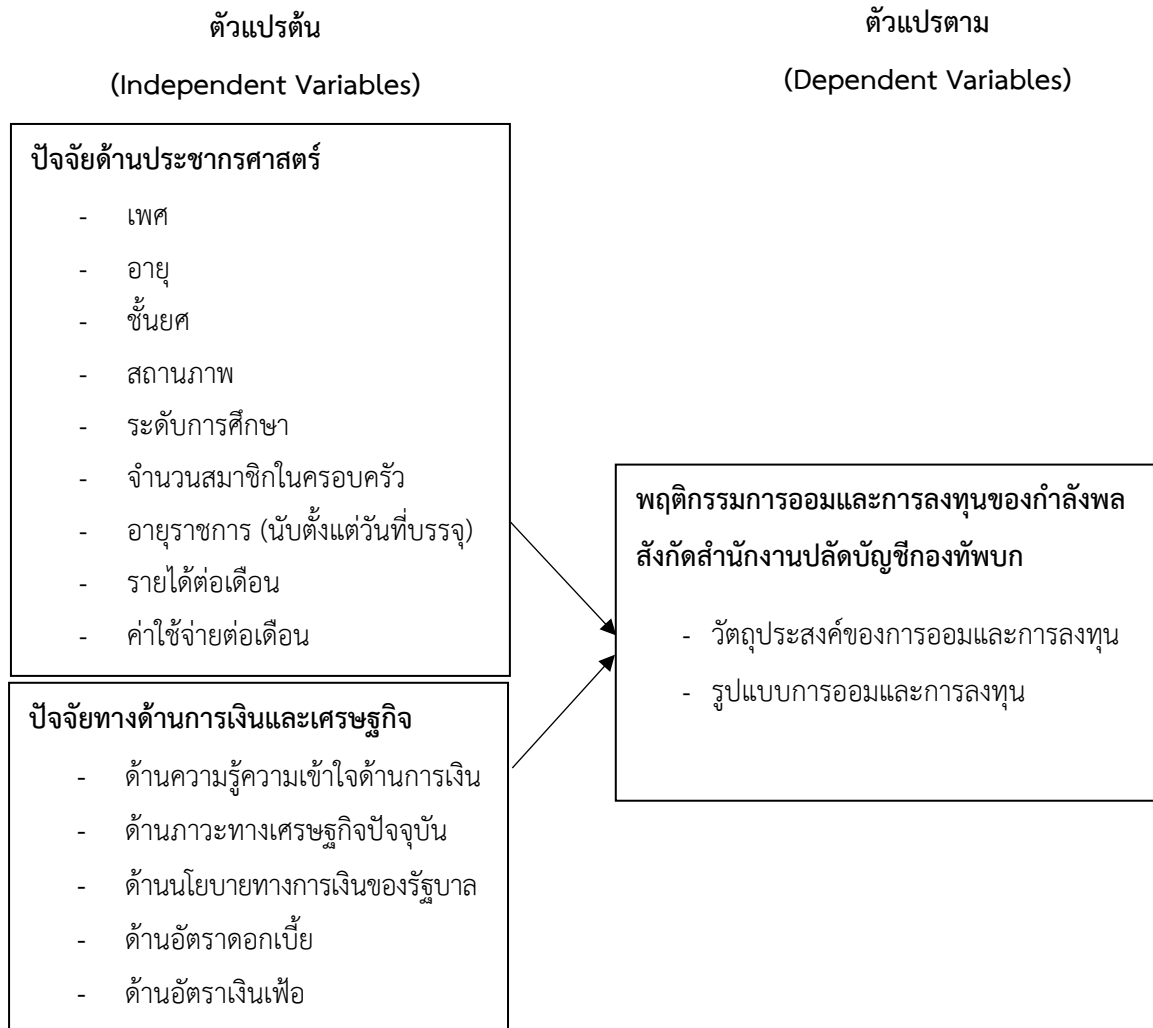 ตัวแปรต้น
(Independent Variables)
ปัจจัยด้านประชากรศาสตร์
- เพศ
- อายุ
- ชั้นยศ
- สถานภาพ
- ระดับการศึกษา
- จำนวนสมาชิกในครอบครัว
- อายุราชการ (นับตั้งแต่วันที่บรรจุ)
- รายได้ต่อเดือน
- ค่าใช้จ่ายต่อเดือน
ปัจจัยทางด้านการเงินและเศรษฐกิจ
- ด้านความรู้ความเข้าใจด้านการเงิน
- ด้านภาวะทางเศรษฐกิจปัจจุบัน
- ด้านนโยบายทางการเงินของรัฐบาล
- ด้านอัตราดอกเบี้ย
- ด้านอัตราเงินเฟ้อ
ตัวแปรตาม
(Dependent Variables)
พฤติกรรมการออมและการลงทุนของกำลังพล
สังกัดสำนักงานปลัดบัญชีกองทัพบก
- วัตถุประสงค์ของการออมและการลงทุน
- รูปแบบการออมและการลงทุน